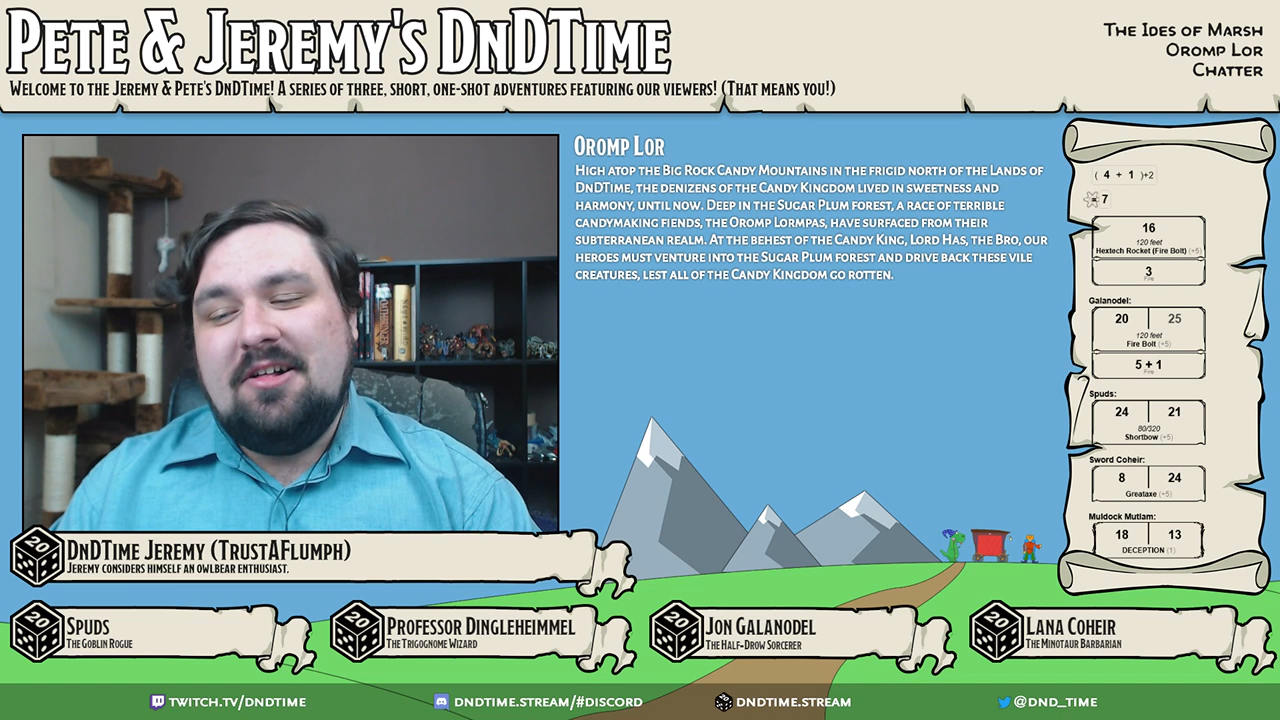 Pete & Jeremy's DnDTime
Welcome to the Jeremy & Pete's DnDTime! A series of three, short, one-shot adventures featuring our viewers! (That means you!)
The Ides of Marsh
Oromp Lor
Chatter
Oromp Lor
High atop the Big Rock Candy Mountains in the frigid north of the Lands of
DnDTime, the denizens of the Candy Kingdom lived in sweetness and
harmony, until now. Deep in the Sugar Plum Forest, a race of terrible
candymaking fiends, the Oromp Lormpas, have surfaced from their
subterranean realm. At the behest of the Candy King, Lord Has, the Bro, our
heroes must venture into the Sugar Plum Forest and drive back these vile
creatures, lest all of the Candy Kingdom go rotten.
( 4 + 1 )+2
= 7
16
120 feet
Hextech Rocket (Fire Bolt) (+5)
3
Fire
Galanodel:
20 25
120 feet
Fire Bolt (+5)
5 + 1
Fire
Spuds:
24 21
80/320
Shortbow (+5)
Sword Coheir:
8 24
Greataxe (+5)
Muldock Mutlam:
18 13
DECEPTION (1)
20
DnDTime Jeremy (TrustAFlumph)
Jeremy considers himself an owlbear enthusiast.
20
Spuds
The Goblin Rogue
20
Professor Dingleheimmel
The Trigognome Wizard
20
Jon Galanodel
The Half-Drow Sorcerer
20
Lana Coheir
The Minotaur Barbarian
twitch.tv/dndtime
dndtime.stream/#discord
dndtime.stream
@dnd_time